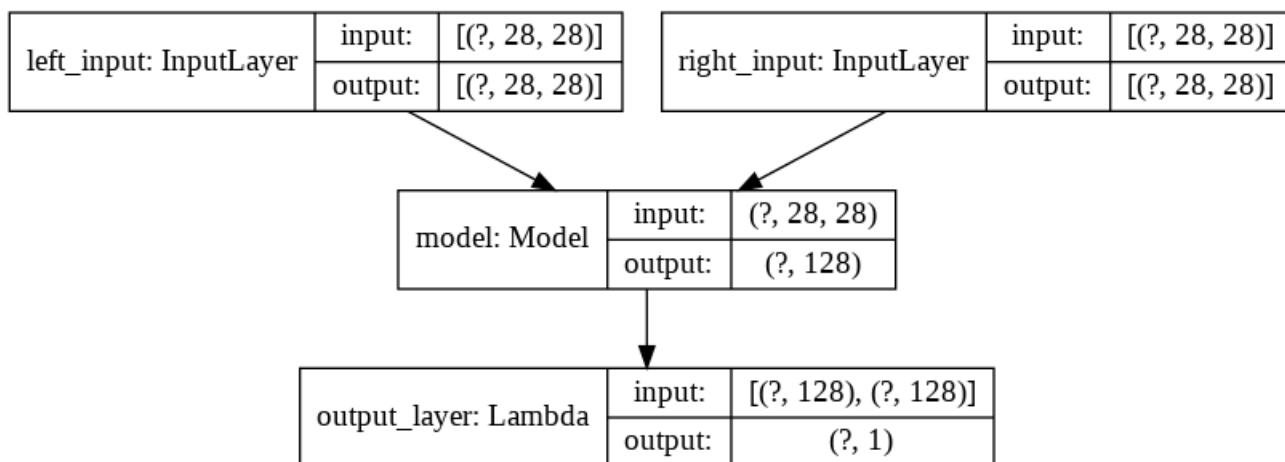 left_input: InputLayer
input:
[(?, 28, 28)]
output:
[(?, 28, 28)]
right_input: InputLayer
input:
[(?, 28, 28)]
output:
[(?, 28, 28)]
model: Model
input:
(?, 28, 28)
output:
(?, 128)
output_layer: Lambda
input:
[(?, 128), (?, 128)]
output:
(?, 1)